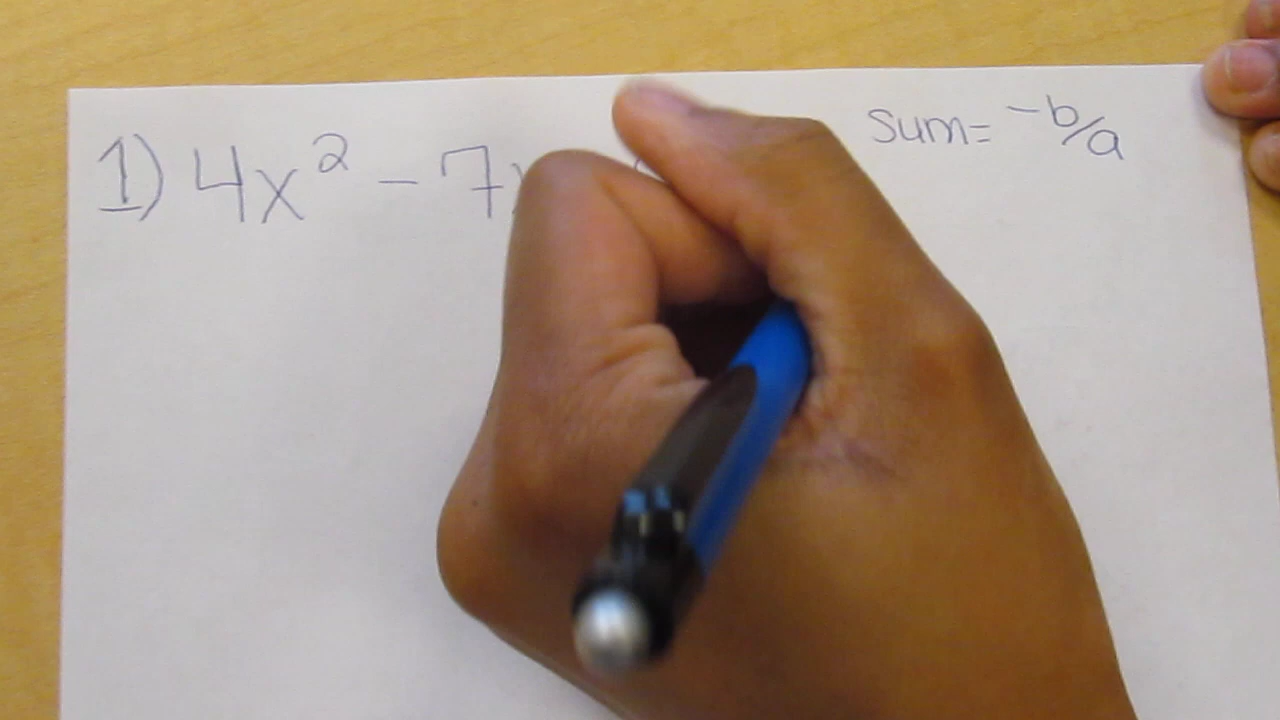 1) 4x² - 7
sum= -b/a